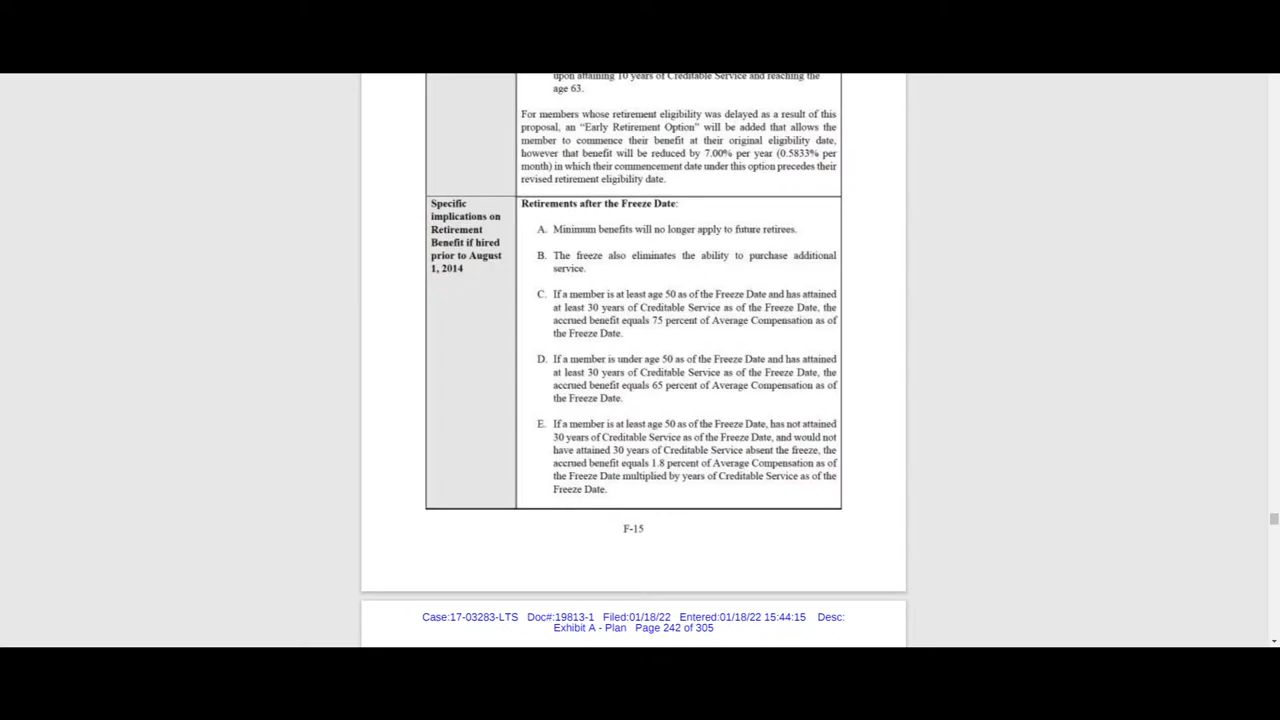 upon attaining 10 years of Creditable Service and reaching the
age 63.
For members whose retirement eligibility was delayed as a result of this
proposal, an “Early Retirement Option” will be added that allows the
member to commence their benefit at their original eligibility date,
however that benefit will be reduced by 7.00% per year (0.5833% per
month) in which their commencement date under this option precedes their
revised retirement eligibility date.
Specific
implications on
Retirement
Benefit if hired
prior to August
1, 2014
Retirements after the Freeze Date:
A. Minimum benefits will no longer apply to future retirees.
B. The freeze also eliminates the ability to purchase additional
service.
C. If a member is at least age 50 as of the Freeze Date and has attained
at least 30 years of Creditable Service as of the Freeze Date, the
accrued benefit equals 75 percent of Average Compensation as of
the Freeze Date.
D. If a member is under age 50 as of the Freeze Date and has attained
at least 30 years of Creditable Service as of the Freeze Date, the
accrued benefit equals 65 percent of Average Compensation as of
the Freeze Date.
E. If a member is at least age 50 as of the Freeze Date, has not attained
30 years of Creditable Service as of the Freeze Date, and would not
have attained 30 years of Creditable Service absent the freeze, the
accrued benefit equals 1.8 percent of Average Compensation as of
the Freeze Date multiplied by years of Creditable Service as of the
Freeze Date.
F-15
Case:17-03283-LTS Doc#:19813-1 Filed:01/18/22 Entered:01/18/22 15:44:15 Desc:
Exhibit A - Plan Page 242 of 305